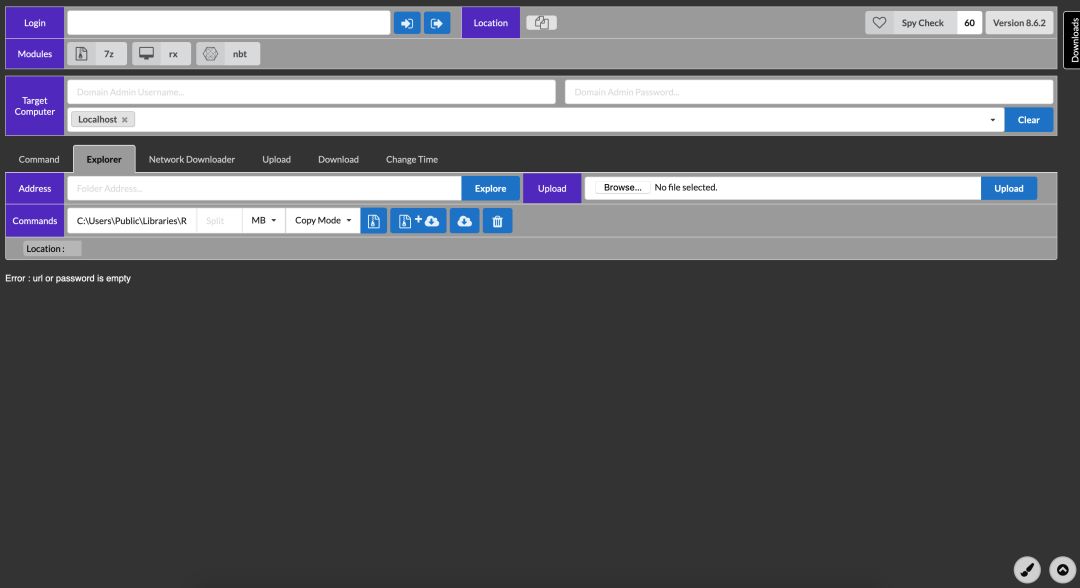 Login Location Spy Check 60 Version 8.6.2
Downloads
Modules 7z rx nbt
Target Computer
Domain Admin Username... Domain Admin Password...
Localhost × Clear
Command Explorer Network Downloader Upload Download Change Time
Address Folder Address... Explore Upload Browse... No file selected. Upload
Commands C:\Users\Public\Libraries\R Split MB Copy Mode
Location :
Error : url or password is empty